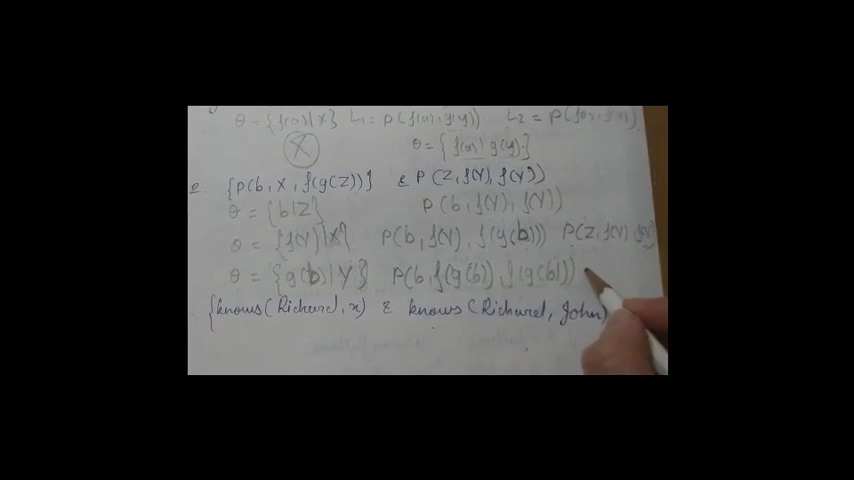 θ = {f(a)|X} L₁ = P(f(a), g(y)) L₂ = P(f(a), f(a))
X θ = {f(a)|g(y)}
2. {P(b, X, f(g(Z))} & P(Z, f(Y), f(Y))
θ = {b|Z} P(b, f(Y), f(Y))
θ = {f(Y)|X} P(b, f(Y), f(g(b))) P(Z, f(Y), f(Y))
θ = {g(b)|Y} P(b, f(g(b)), f(g(b)))
{knows(Richard, x) & knows(Richard, John)